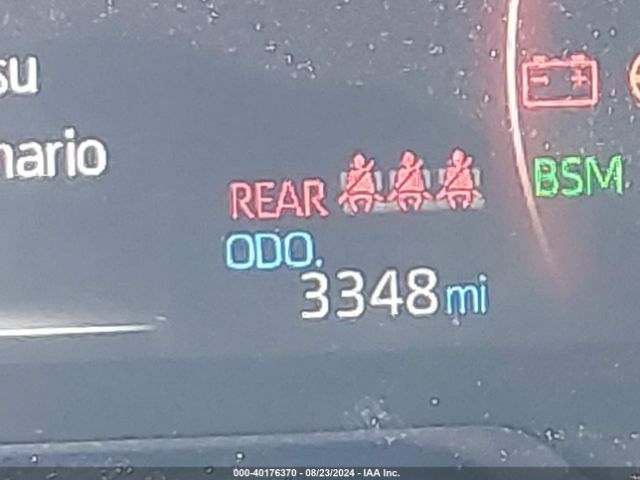 su
nario
REAR
BSM
ODO.
3348 mi
000-40176370 - 08/23/2024 - IAA Inc.